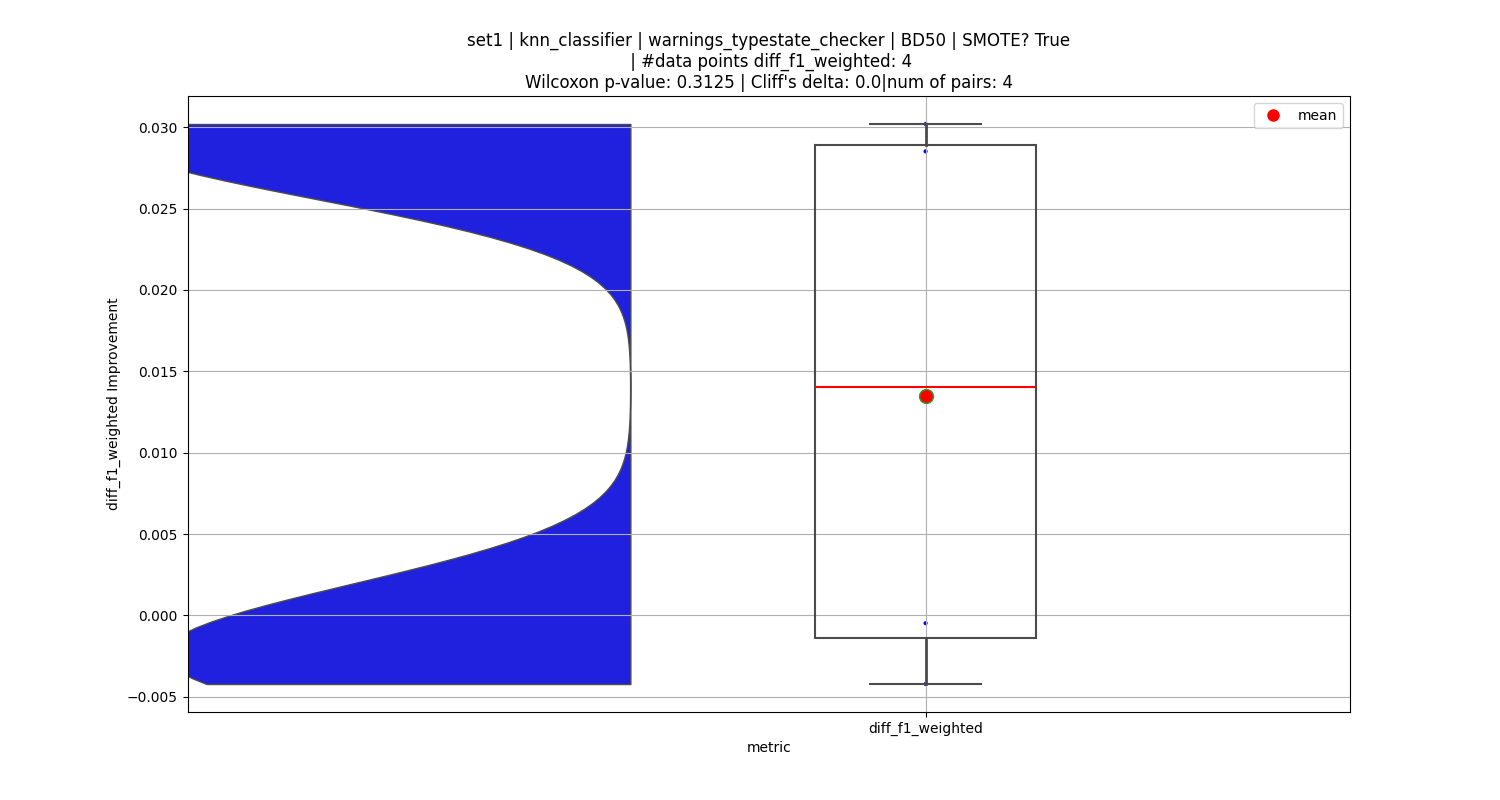 set1 | knn_classifier | warnings_typestate_checker | BD50 | SMOTE? True
| #data points diff_f1_weighted: 4
Wilcoxon p-value: 0.3125 | Cliff's delta: 0.0|num of pairs: 4
mean
0.030
0.025
0.020
0.015
0.010
0.005
0.000
−0.005
diff_f1_weighted Improvement
diff_f1_weighted
metric